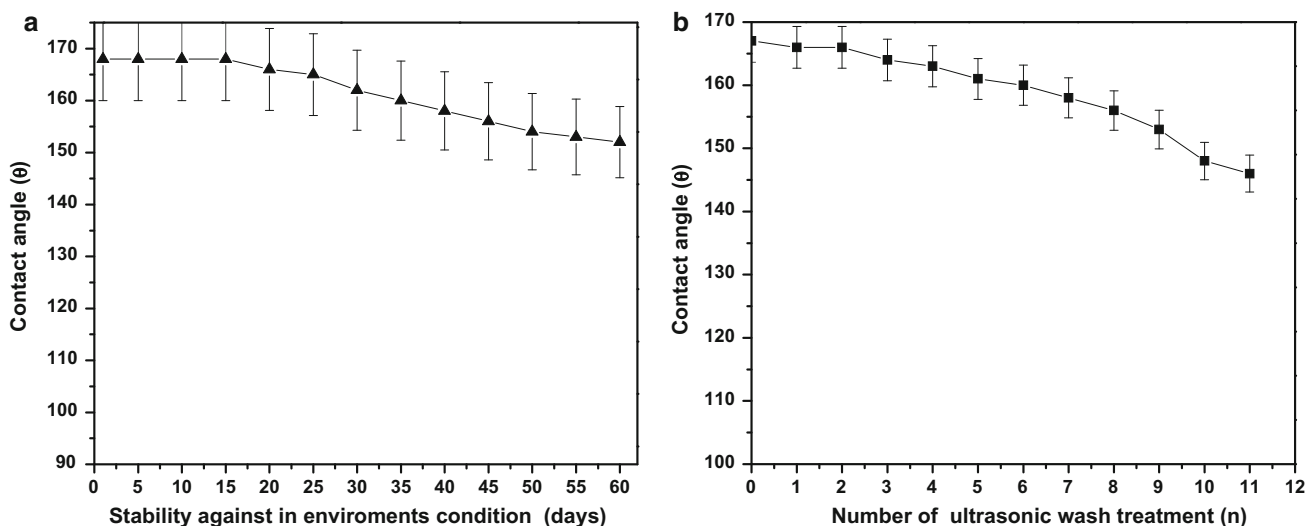 a
170
160
150
140
130
120
110
100
90
Contact angle (θ)
0 5 10 15 20 25 30 35 40 45 50 55 60
Stability against in enviroments condition (days)
b
170
160
150
140
130
120
110
100
Contact angle (θ)
0 1 2 3 4 5 6 7 8 9 10 11 12
Number of ultrasonic wash treatment (n)